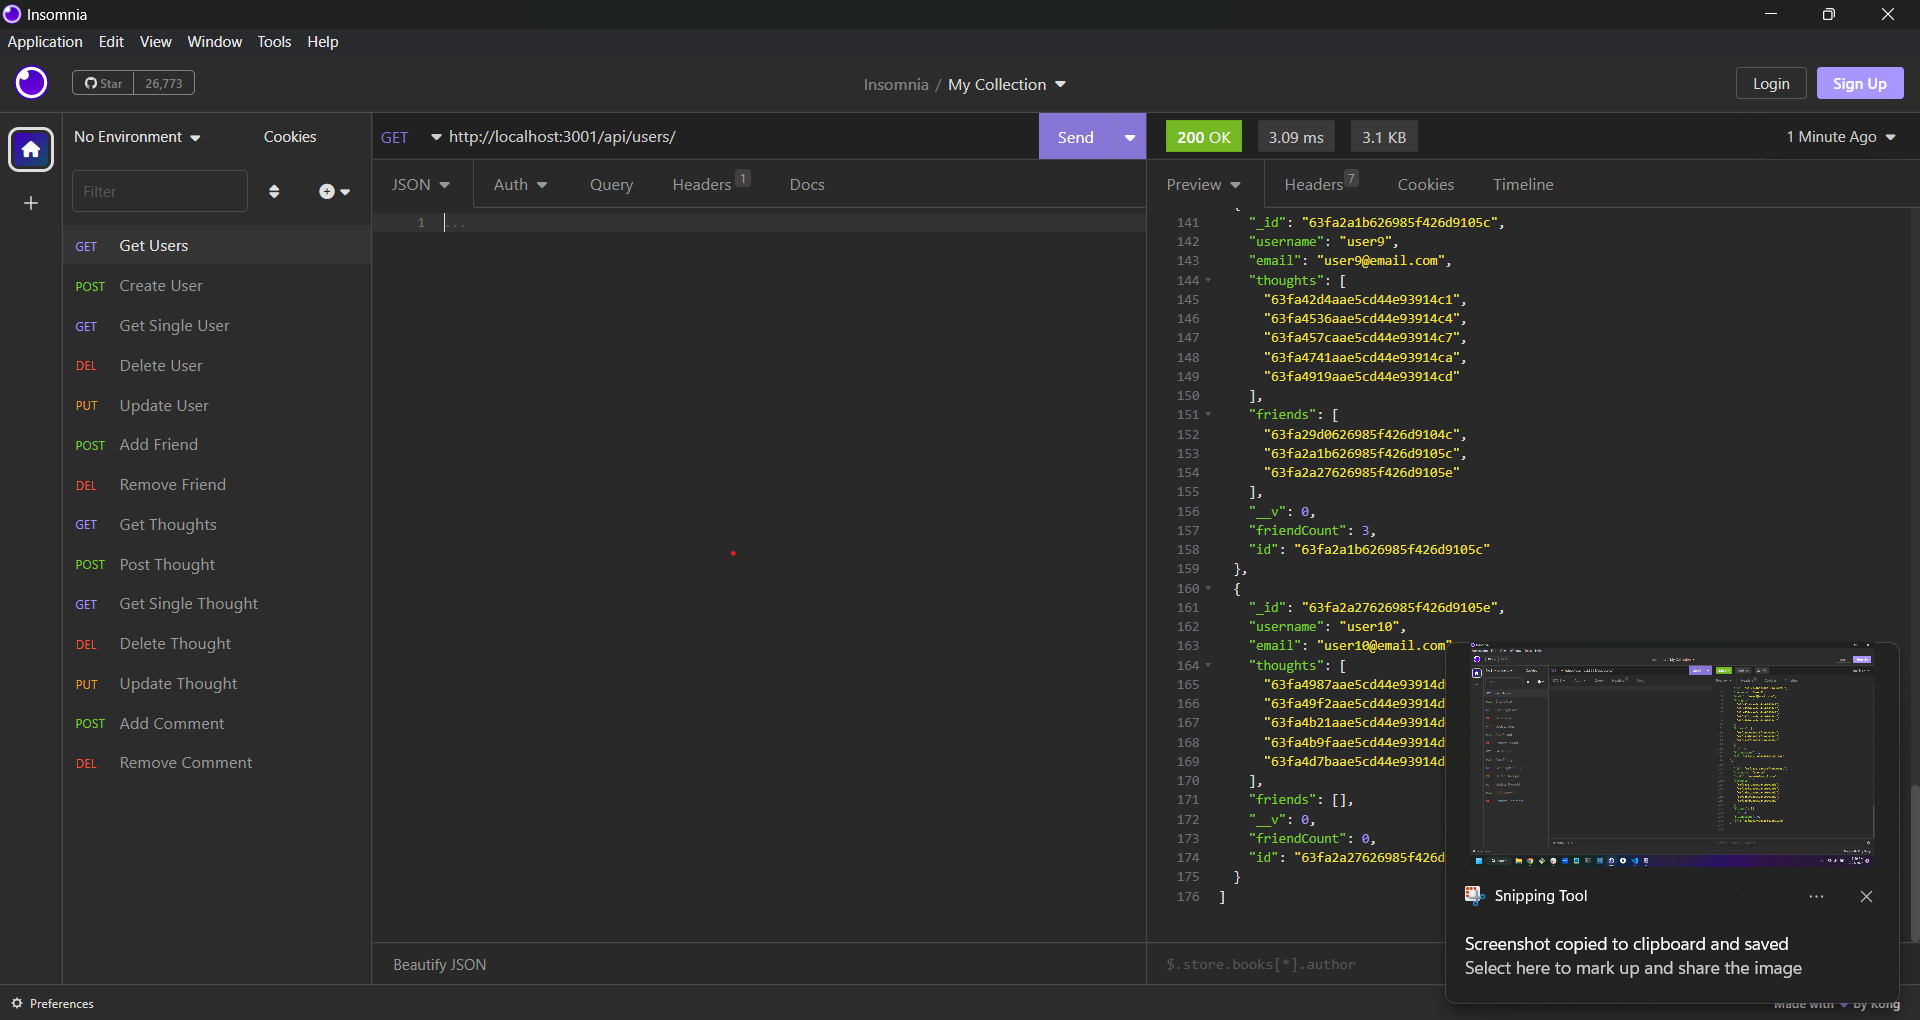 Insomnia
Application Edit View Window Tools Help
Star 26,773
Insomnia / My Collection
Login
Sign Up
No Environment
Cookies
Filter
GET Get Users
POST Create User
GET Get Single User
DEL Delete User
PUT Update User
POST Add Friend
DEL Remove Friend
GET Get Thoughts
POST Post Thought
GET Get Single Thought
DEL Delete Thought
PUT Update Thought
POST Add Comment
DEL Remove Comment
GET http://localhost:3001/api/users/
Send
JSON Auth Query Headers 1 Docs
1 ...
Beautify JSON
200 OK 3.09 ms 3.1 KB
1 Minute Ago
Preview Headers 7 Cookies Timeline
141 "_id": "63fa2a1b626985f426d9105c",
142 "username": "user9",
143 "email": "user9@email.com",
144 "thoughts": [
145 "63fa42d4aae5cd44e93914c1",
146 "63fa4536aae5cd44e93914c4",
147 "63fa457caae5cd44e93914c7",
148 "63fa4741aae5cd44e93914ca",
149 "63fa4919aae5cd44e93914cd"
150 ],
151 "friends": [
152 "63fa29d0626985f426d9104c",
153 "63fa2a1b626985f426d9105c",
154 "63fa2a27626985f426d9105e"
155 ],
156 "__v": 0,
157 "friendCount": 3,
158 "id": "63fa2a1b626985f426d9105c"
159 },
160 {
161 "_id": "63fa2a27626985f426d9105e",
162 "username": "user10",
163 "email": "user10@email.com"
164 "thoughts": [
165 "63fa4987aae5cd44e93914d
166 "63fa49f2aae5cd44e93914d
167 "63fa4b21aae5cd44e93914d
168 "63fa4b9faae5cd44e93914d
169 "63fa4d7baae5cd44e93914d
170 ],
171 "friends": [],
172 "__v": 0,
173 "friendCount": 0,
174 "id": "63fa2a27626985f426d
175 }
176 ]
$.store.books[*].author
Snipping Tool
Screenshot copied to clipboard and saved
Select here to mark up and share the image
Preferences
Made with by Kong